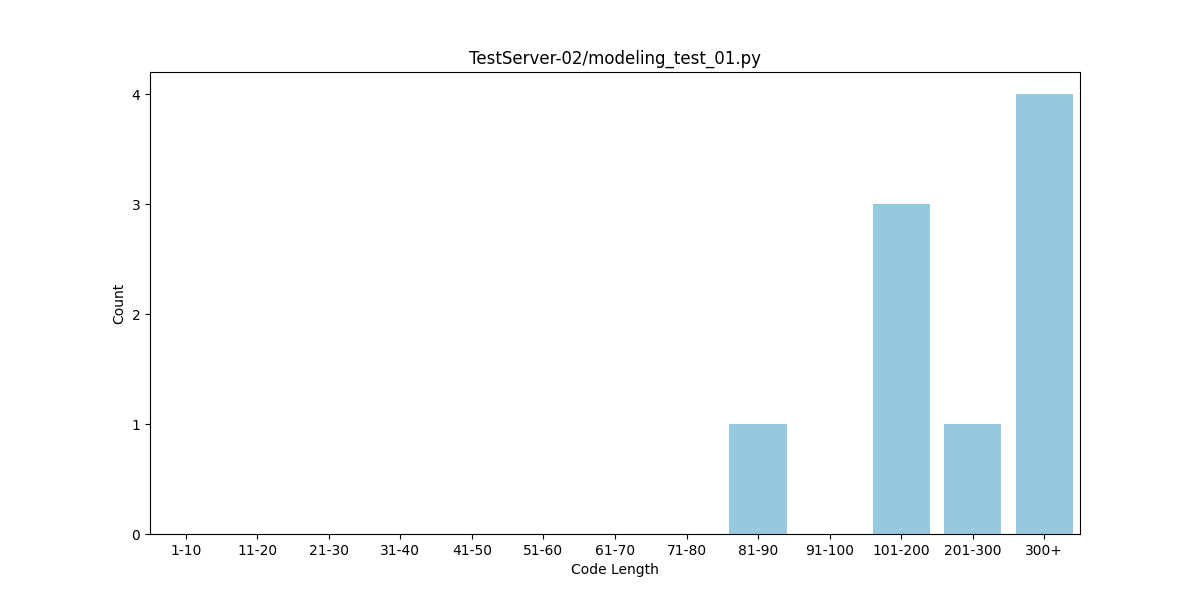 TestServer-02/modeling_test_01.py
4
3
2
1
0
Count
1-10 11-20 21-30 31-40 41-50 51-60 61-70 71-80 81-90 91-100 101-200 201-300 300+
Code Length